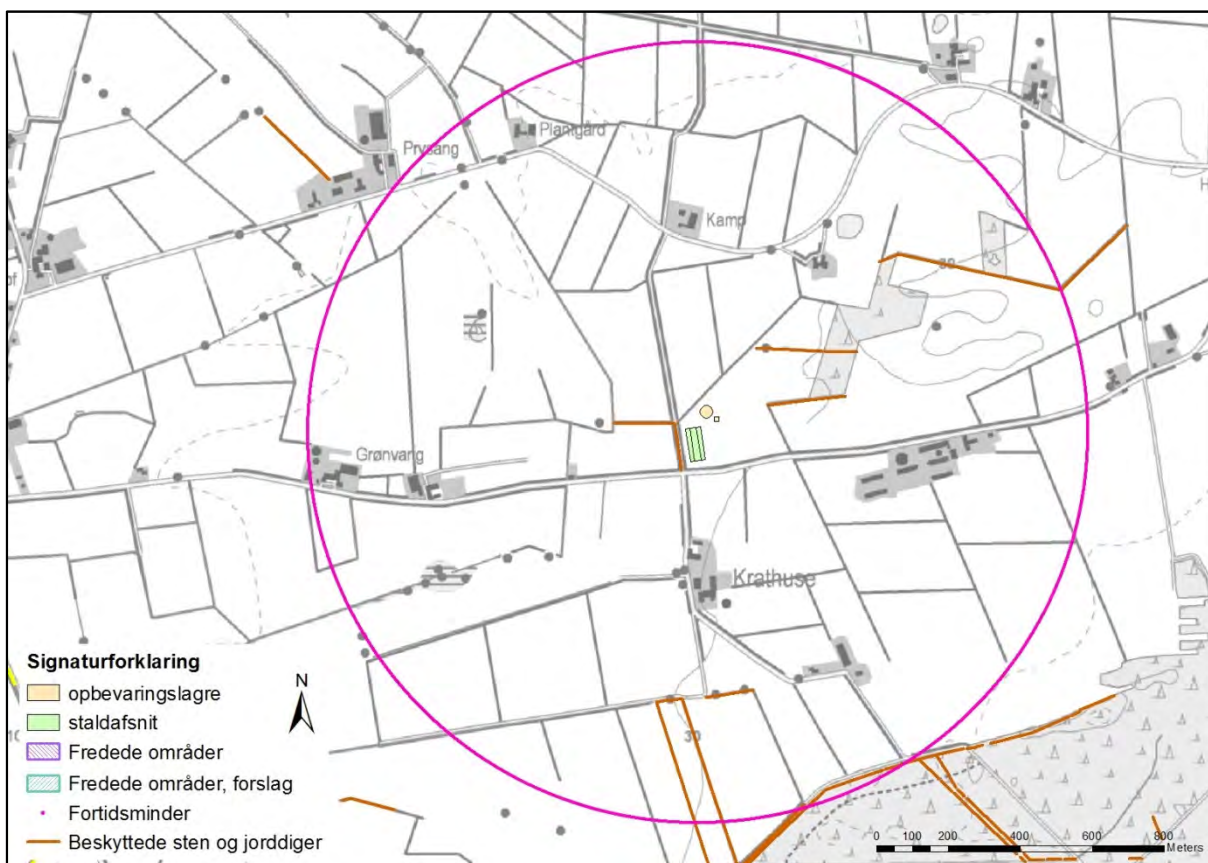 Plantgård
Prysang
Kamp
30
Grønvang
Krathuse
30
Signaturforklaring
opbevaringslagre
staldafsnit
Fredede områder
Fredede områder, forslag
Fortidsminder
Beskyttede sten og jorddiger
N
0 100 200 400 600 800
Meters